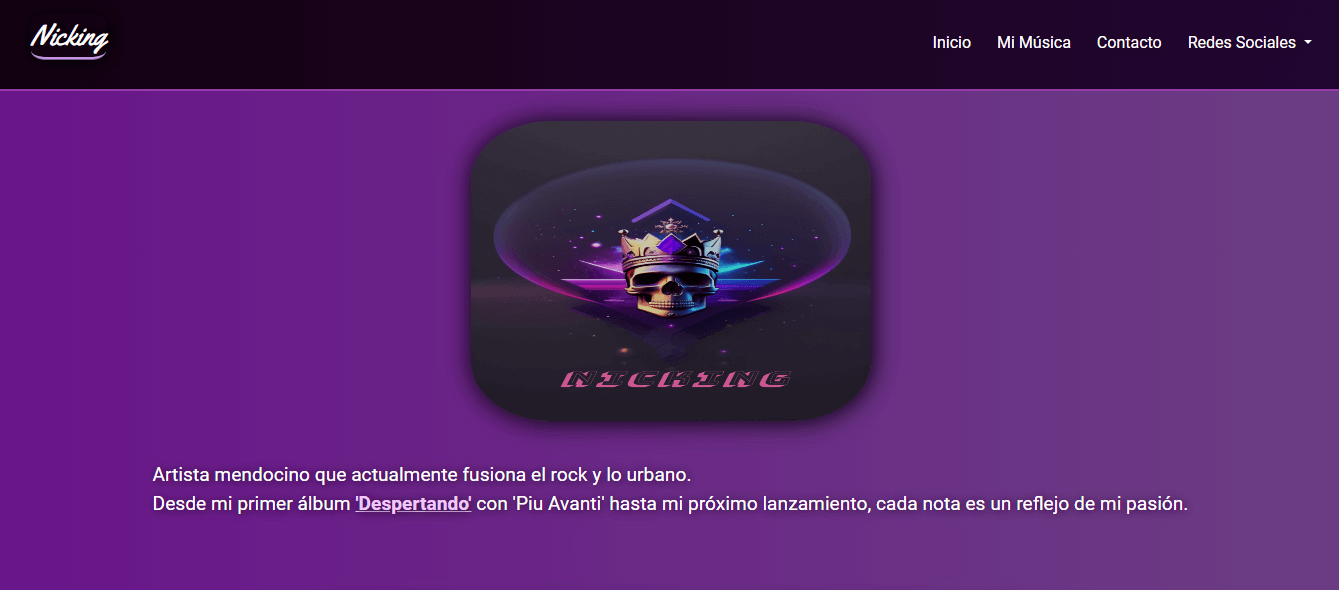 Nicking
Inicio Mi Música Contacto Redes Sociales
NICKING
Artista mendocino que actualmente fusiona el rock y lo urbano.
Desde mi primer álbum 'Despertando' con 'Piu Avanti' hasta mi próximo lanzamiento, cada nota es un reflejo de mi pasión.